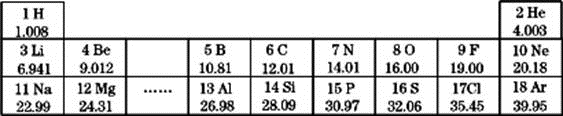 1 H 2 He
1.008 4.003
3 Li 4 Be 5 B 6 C 7 N 8 O 9 F 10 Ne
6.941 9.012 10.81 12.01 14.01 16.00 19.00 20.18
11 Na 12 Mg ...... 13 Al 14 Si 15 P 16 S 17Cl 18 Ar
22.99 24.31 26.98 28.09 30.97 32.06 35.45 39.95